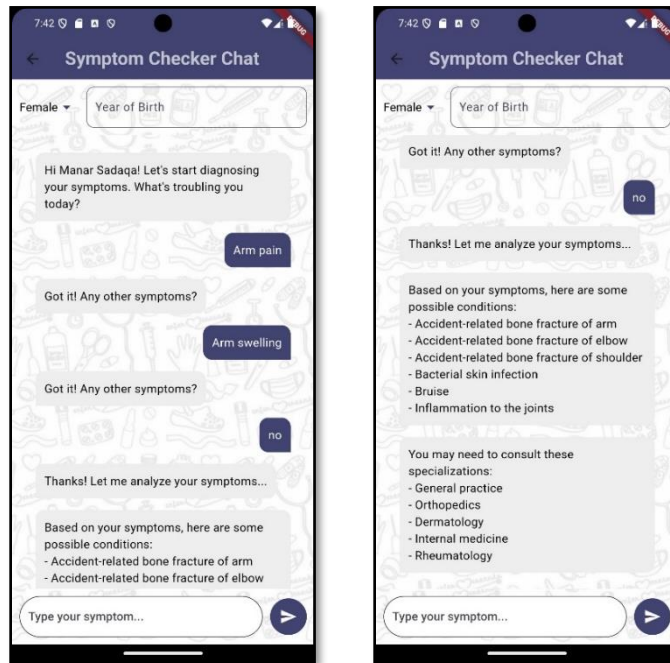 7:42
DEBUG
Symptom Checker Chat
Female
Year of Birth
Hi Manar Sadaqa! Let's start diagnosing
your symptoms. What's troubling you
today?
Arm pain
Got it! Any other symptoms?
Arm swelling
Got it! Any other symptoms?
no
Thanks! Let me analyze your symptoms...
Based on your symptoms, here are some
possible conditions:
- Accident-related bone fracture of arm
- Accident-related bone fracture of elbow
Type your symptom...
7:42
DEBUG
Symptom Checker Chat
Female
Year of Birth
Got it! Any other symptoms?
no
Thanks! Let me analyze your symptoms...
Based on your symptoms, here are some
possible conditions:
- Accident-related bone fracture of arm
- Accident-related bone fracture of elbow
- Accident-related bone fracture of shoulder
- Bacterial skin infection
- Bruise
- Inflammation to the joints
You may need to consult these
specializations:
- General practice
- Orthopedics
- Dermatology
- Internal medicine
- Rheumatology
Type your symptom...